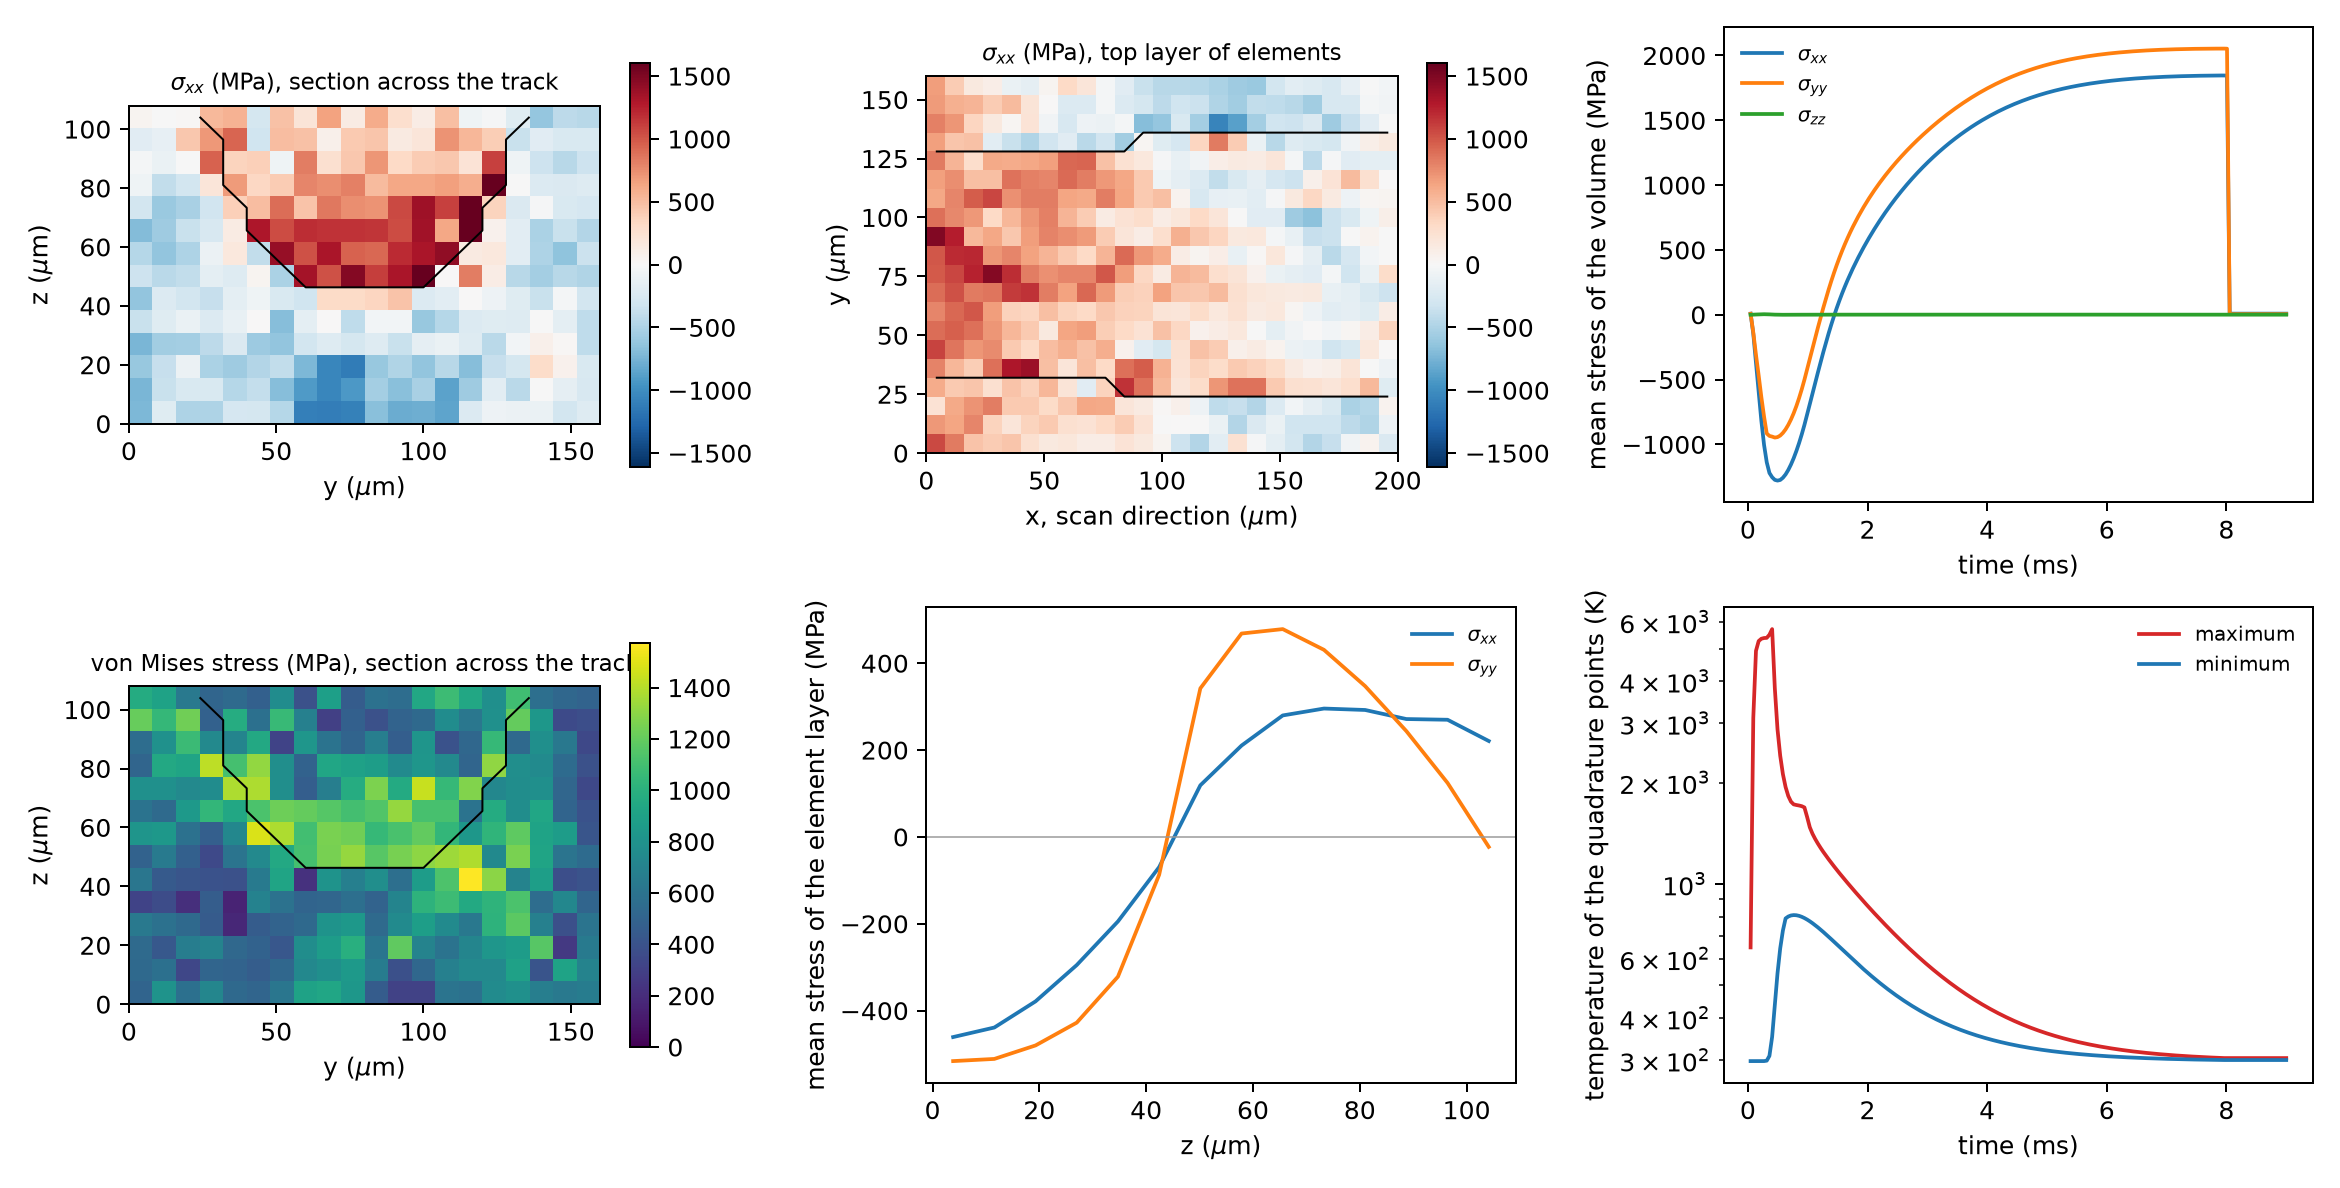 σxx (MPa), section across the track
z (μm)
100
80
60
40
20
0
0 50 100 150
y (μm)
1500
1000
500
0
−500
−1000
−1500
σxx (MPa), top layer of elements
y (μm)
150
125
100
75
50
25
0
0 50 100 150 200
x, scan direction (μm)
1500
1000
500
0
−500
−1000
−1500
mean stress of the volume (MPa)
2000
1500
1000
500
0
−500
−1000
σxx
σyy
σzz
0 2 4 6 8
time (ms)
von Mises stress (MPa), section across the trac
z (μm)
100
80
60
40
20
0
0 50 100 150
y (μm)
1400
1200
1000
800
600
400
200
0
mean stress of the element layer (MPa)
400
200
0
−200
−400
σxx
σyy
0 20 40 60 80 100
z (μm)
temperature of the quadrature points (K)
6 × 10³
4 × 10³
3 × 10³
2 × 10³
10³
6 × 10²
4 × 10²
3 × 10²
maximum
minimum
0 2 4 6 8
time (ms)